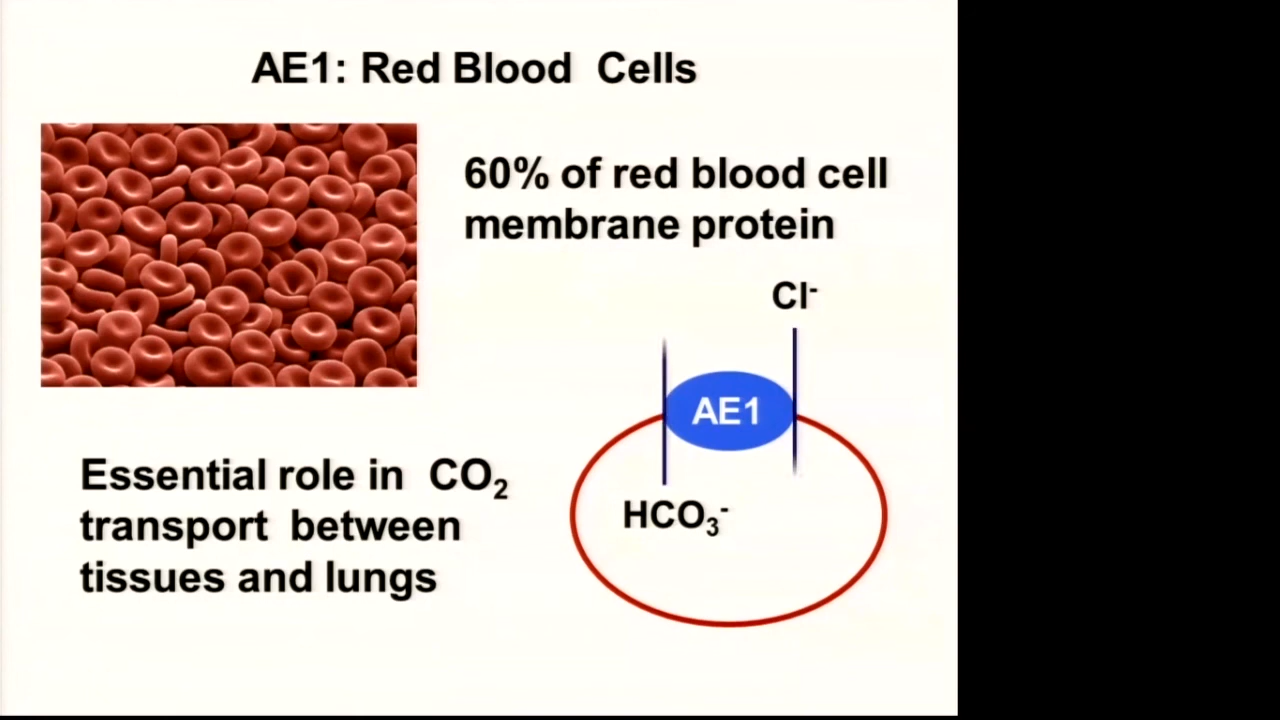 AE1: Red Blood Cells
60% of red blood cell
membrane protein
Cl⁻
AE1
HCO₃⁻
Essential role in CO₂
transport between
tissues and lungs